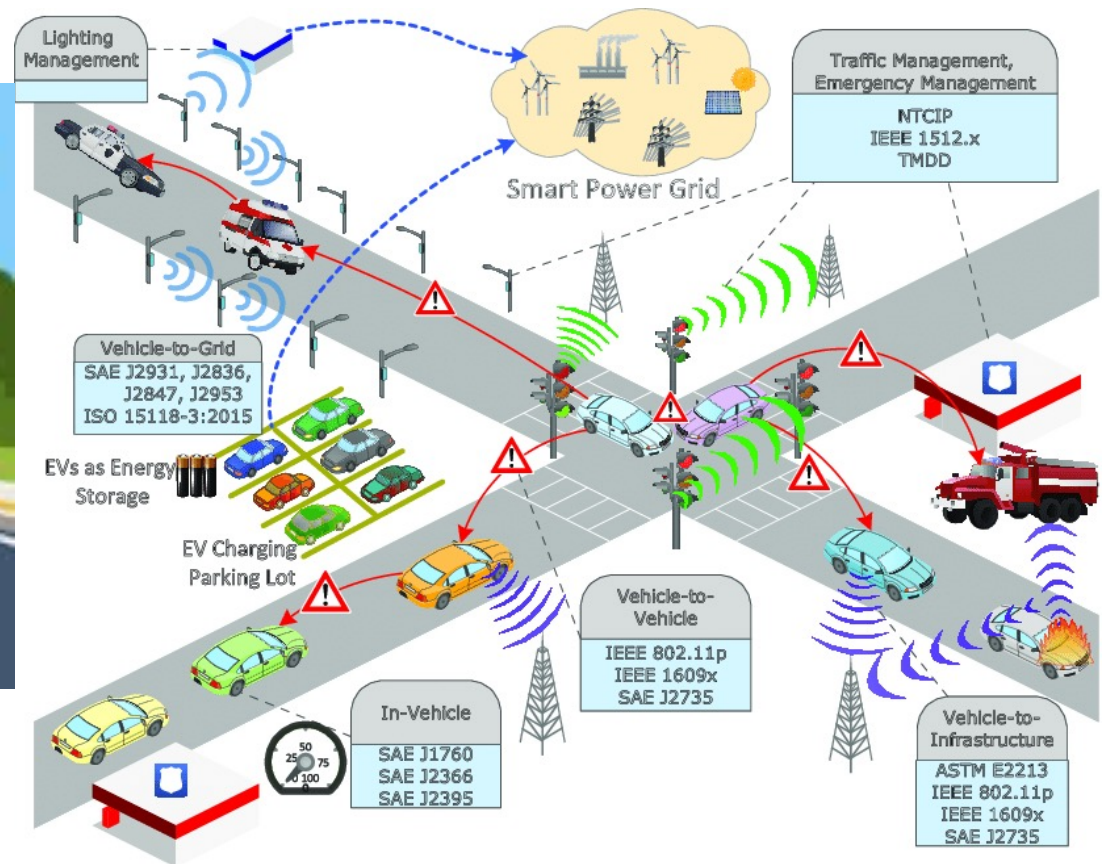 Lighting
Management
Traffic Management,
Emergency Management
NTCIP
IEEE 1512.x
TMDD
Smart Power Grid
Vehicle-to-Grid
SAE J2931, J2836,
J2847, J2953
ISO 15118-3:2015
EVs as Energy
Storage
EV Charging
Parking Lot
Vehicle-to-
Vehicle
IEEE 802.11p
IEEE 1609x
SAE J2735
In-Vehicle
SAE J1760
SAE J2366
SAE J2395
50
25
75
0 100
0
Vehicle-to-
Infrastructure
ASTM E2213
IEEE 802.11p
IEEE 1609x
SAE J2735